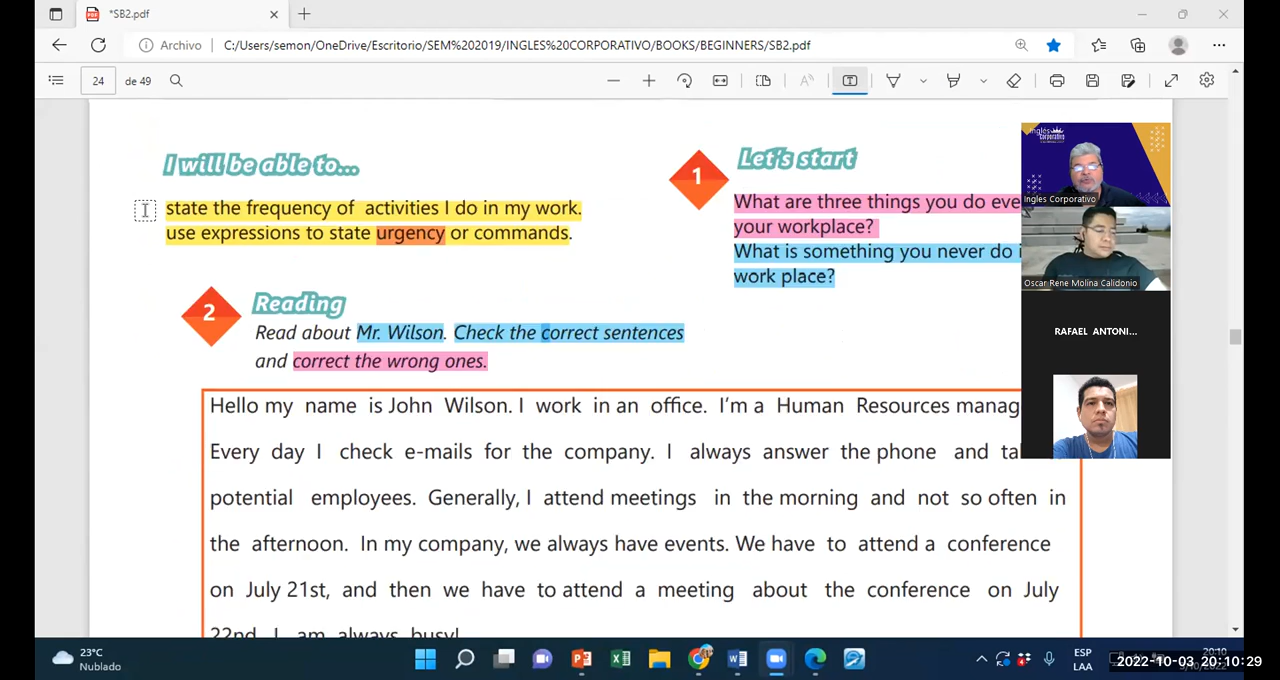 *SB2.pdf
Archivo
C:/Users/semon/OneDrive/Escritorio/SEM%202019/INGLES%20CORPORATIVO/BOOKS/BEGINNERS/SB2.pdf
24
de 49
I will be able to...
state the frequency of activities I do in my work.
use expressions to state urgency or commands.
1
Let's start
What are three things you do eve
your workplace?
What is something you never do i
work place?
2
Reading
Read about Mr. Wilson. Check the correct sentences
and correct the wrong ones.
Hello my name is John Wilson. I work in an office. I'm a Human Resources manag
Every day I check e-mails for the company. I always answer the phone and ta
potential employees. Generally, I attend meetings in the morning and not so often in
the afternoon. In my company, we always have events. We have to attend a conference
on July 21st, and then we have to attend a meeting about the conference on July
22nd. I am always busy!
Inglés
corporativo
Ingles Corporativo
Oscar Rene Molina Calidonio
RAFAEL ANTONI...
23°C
Nublado
ESP
LAA
20:10
2022-10-03 20:10:29